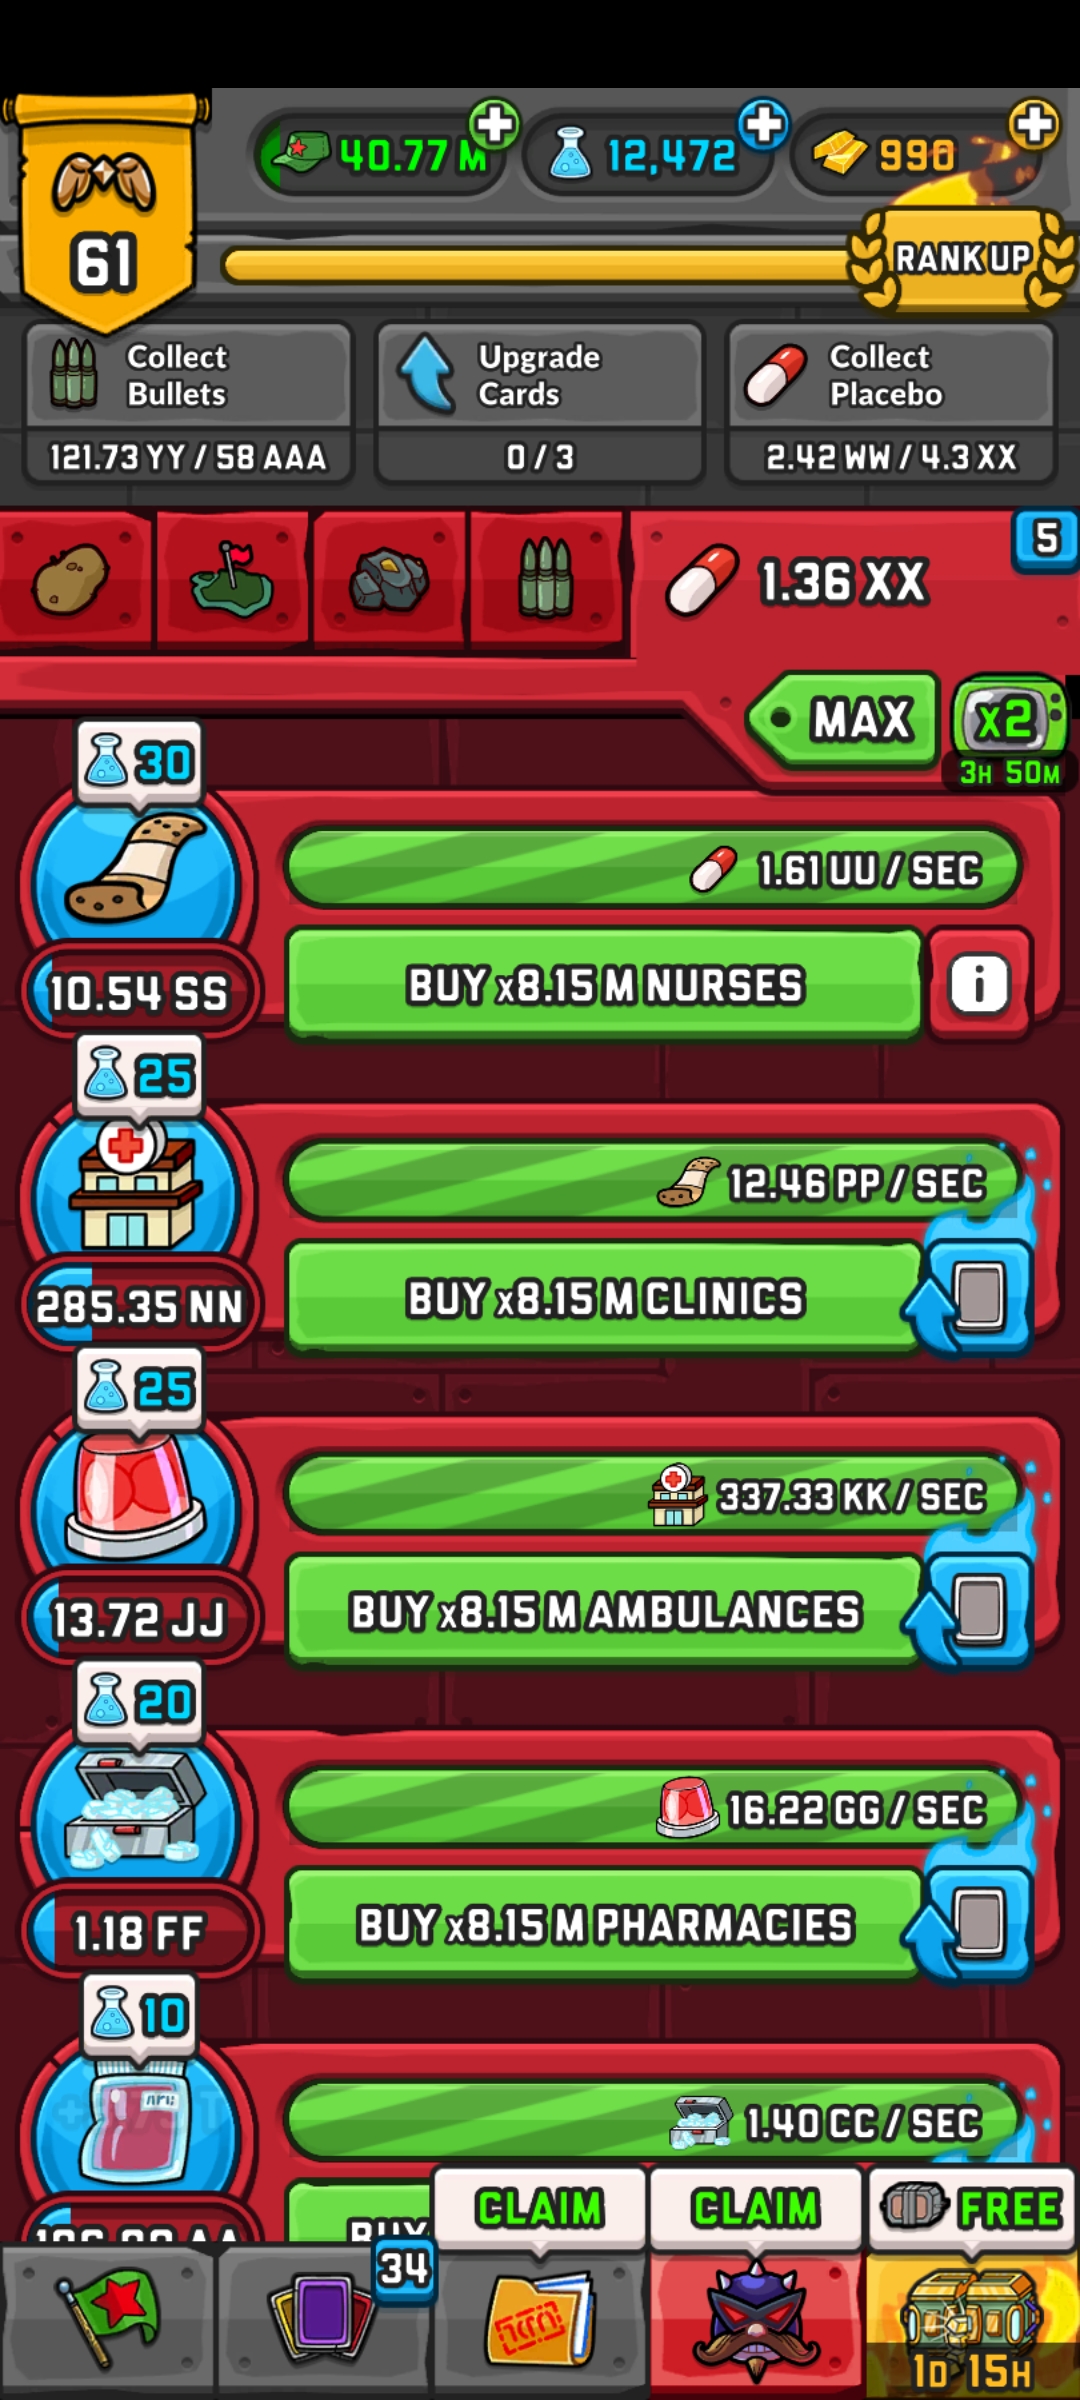 40.77 M
12,472
990
61
RANK UP
Collect
Bullets
121.73 YY / 58 AAA
Upgrade
Cards
0 / 3
Collect
Placebo
2.42 WW / 4.3 XX
1.36 XX
5
MAX
x2
3H 50M
30
1.61 UU / SEC
10.54 SS
BUY x8.15 M NURSES
i
25
12.46 PP / SEC
285.35 NN
BUY x8.15 M CLINICS
25
337.33 KK / SEC
13.72 JJ
BUY x8.15 M AMBULANCES
20
16.22 GG / SEC
1.18 FF
BUY x8.15 M PHARMACIES
10
1.40 CC / SEC
BUY
CLAIM
CLAIM
FREE
34
1D 15H